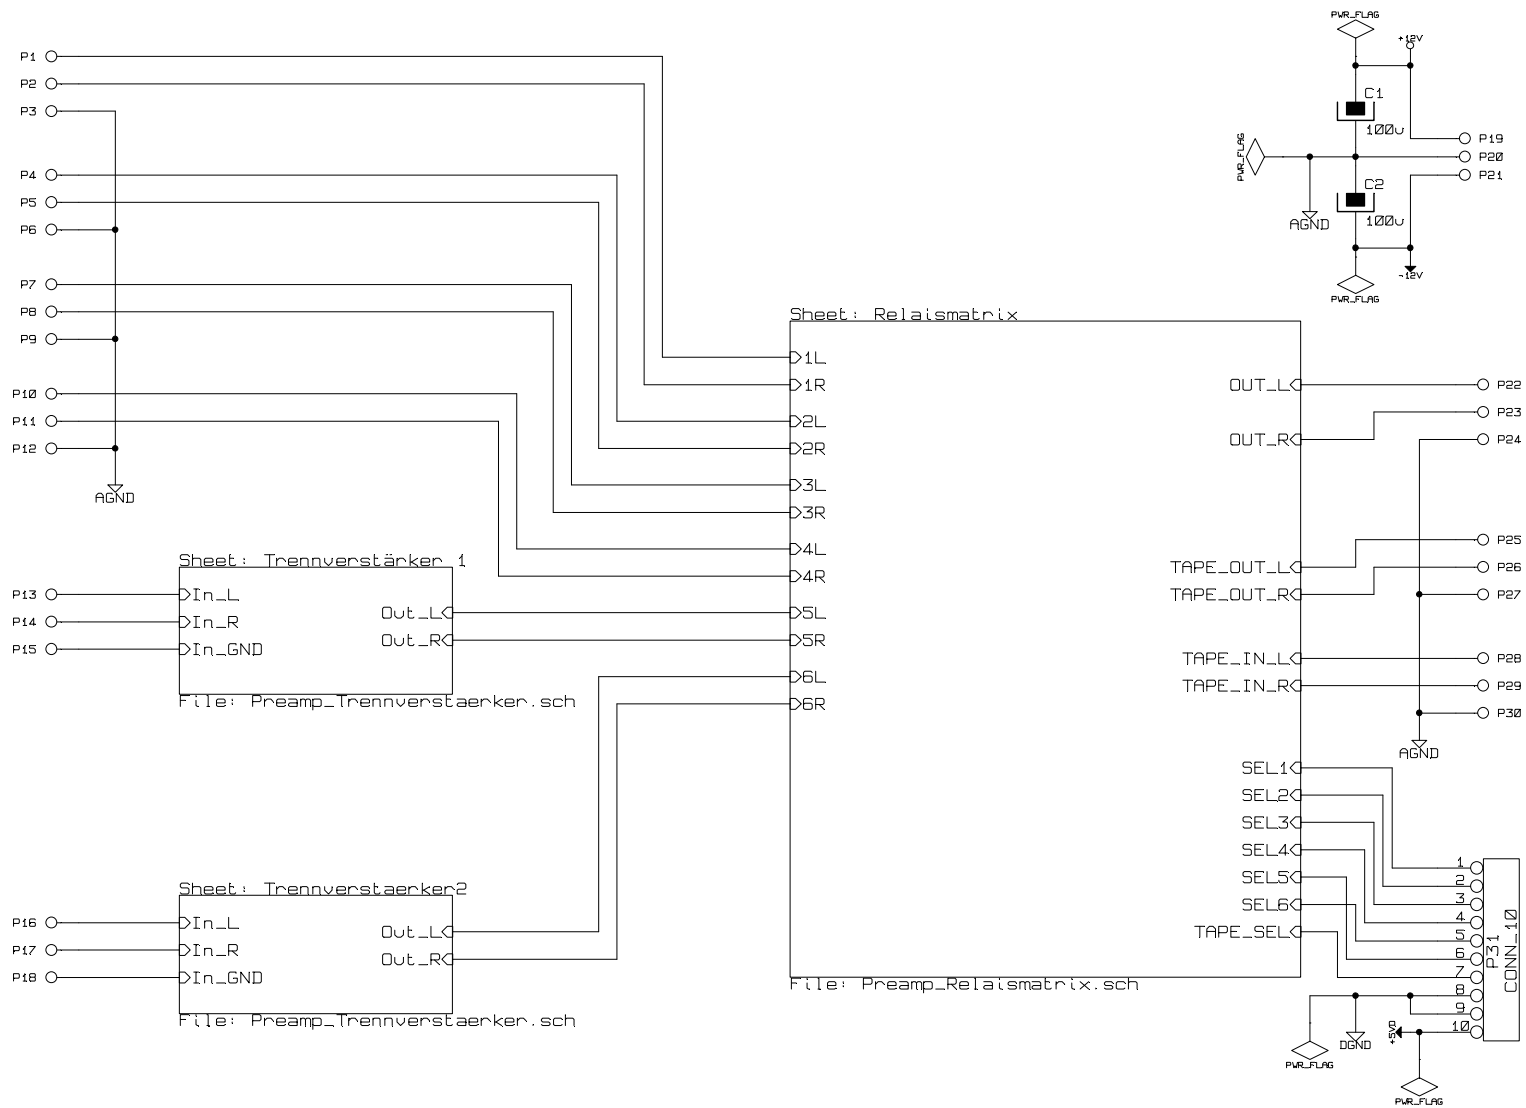 PWR_FLAG
+12V
P1
P2
P3
C1
100u
P19
PWR_FLAG
P20
P4
P21
C2
P5
100u
AGND
P6
-12V
P7
PWR_FLAG
P8
Sheet: Relaismatrix
P9
1L
1R
OUT_L
P22
P10
P23
P11
2L
OUT_R
P24
P12
2R
3L
AGND
3R
P25
4L
Sheet: Trennverstärker 1
TAPE_OUT_L
P26
4R
P13
In_L
TAPE_OUT_R
P27
Out_L
5L
P14
In_R
Out_R
5R
P15
In_GND
TAPE_IN_L
P28
6L
TAPE_IN_R
P29
File: Preamp_Trennverstaerker.sch
6R
P30
AGND
SEL1
SEL2
SEL3
SEL4
1
SEL5
2
Sheet: Trennverstaerker2
SEL6
3
P16
In_L
4
Out_L
TAPE_SEL
5
P17
In_R
Out_R
6
P31
CONN_10
P18
In_GND
7
File: Preamp_Relaismatrix.sch
8
9
File: Preamp_Trennverstaerker.sch
10
+5VD
DGND
PWR_FLAG
PWR_FLAG